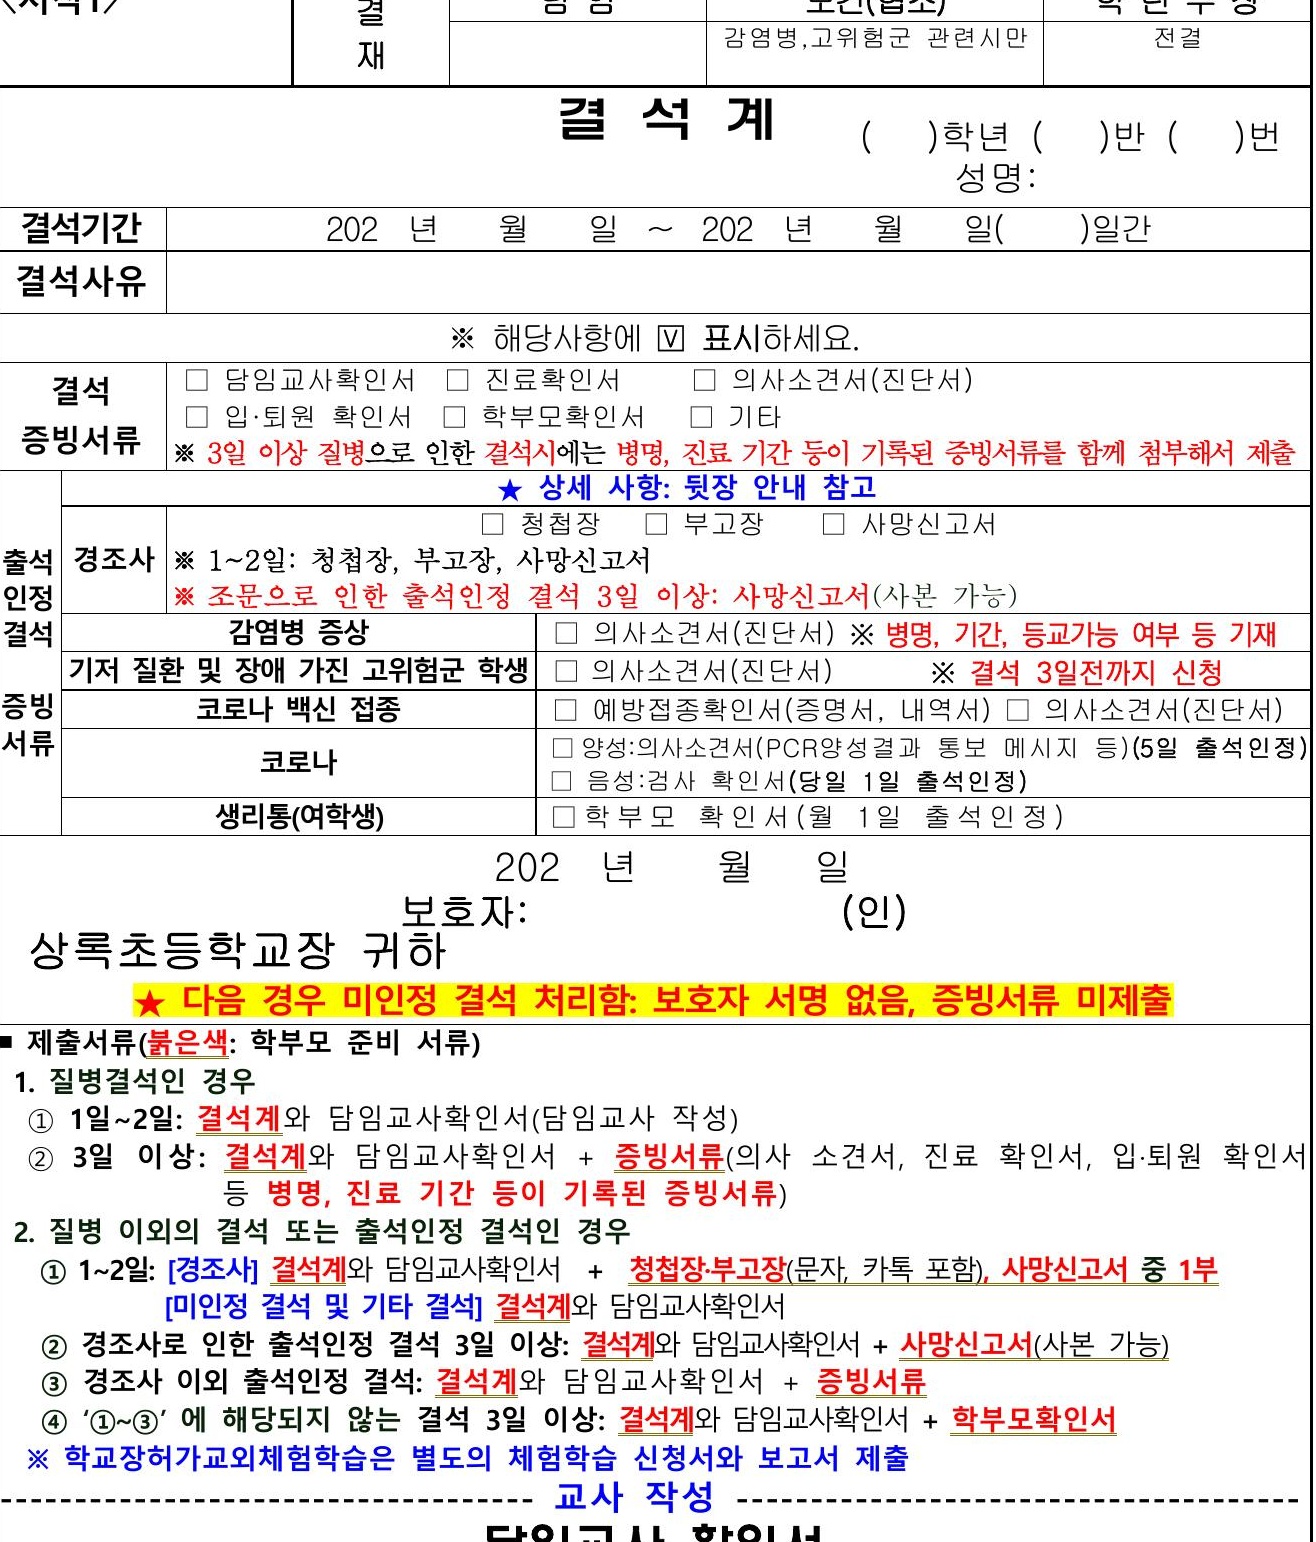 <서식1>
결재
담 임 보건(협조) 학 년 부 장
감염병,고위험군 관련시만 전결
결 석 계
( )학년 ( )반 ( )번
성명:
결석기간 202 년 월 일 ~ 202 년 월 일( )일간
결석사유
※ 해당사항에 ☑ 표시하세요.
결석
증빙서류
□ 담임교사확인서 □ 진료확인서 □ 의사소견서(진단서)
□ 입·퇴원 확인서 □ 학부모확인서 □ 기타
※ 3일 이상 질병으로 인한 결석시에는 병명, 진료 기간 등이 기록된 증빙서류를 함께 첨부해서 제출
출석
인정
결석
증빙
서류
★ 상세 사항: 뒷장 안내 참고
경조사
□ 청첩장 □ 부고장 □ 사망신고서
※ 1~2일: 청첩장, 부고장, 사망신고서
※ 조문으로 인한 출석인정 결석 3일 이상: 사망신고서(사본 가능)
감염병 증상 □ 의사소견서(진단서) ※ 병명, 기간, 등교가능 여부 등 기재
기저 질환 및 장애 가진 고위험군 학생 □ 의사소견서(진단서) ※ 결석 3일전까지 신청
코로나 백신 접종 □ 예방접종확인서(증명서, 내역서) □ 의사소견서(진단서)
코로나
□ 양성:의사소견서(PCR양성결과 통보 메시지 등)(5일 출석인정)
□ 음성:검사 확인서(당일 1일 출석인정)
생리통(여학생) □ 학부모 확인서(월 1일 출석인정)
202 년 월 일
보호자: (인)
상록초등학교장 귀하
★ 다음 경우 미인정 결석 처리함: 보호자 서명 없음, 증빙서류 미제출
■ 제출서류(붉은색: 학부모 준비 서류)
1. 질병결석인 경우
① 1일~2일: 결석계와 담임교사확인서(담임교사 작성)
② 3일 이상: 결석계와 담임교사확인서 + 증빙서류(의사 소견서, 진료 확인서, 입·퇴원 확인서
등 병명, 진료 기간 등이 기록된 증빙서류)
2. 질병 이외의 결석 또는 출석인정 결석인 경우
① 1~2일: [경조사] 결석계와 담임교사확인서 + 청첩장·부고장(문자, 카톡 포함), 사망신고서 중 1부
[미인정 결석 및 기타 결석] 결석계와 담임교사확인서
② 경조사로 인한 출석인정 결석 3일 이상: 결석계와 담임교사확인서 + 사망신고서(사본 가능)
③ 경조사 이외 출석인정 결석: 결석계와 담임교사확인서 + 증빙서류
④ ‘①~③’ 에 해당되지 않는 결석 3일 이상: 결석계와 담임교사확인서 + 학부모확인서
※ 학교장허가교외체험학습은 별도의 체험학습 신청서와 보고서 제출
교사 작성
담임교사 확인서